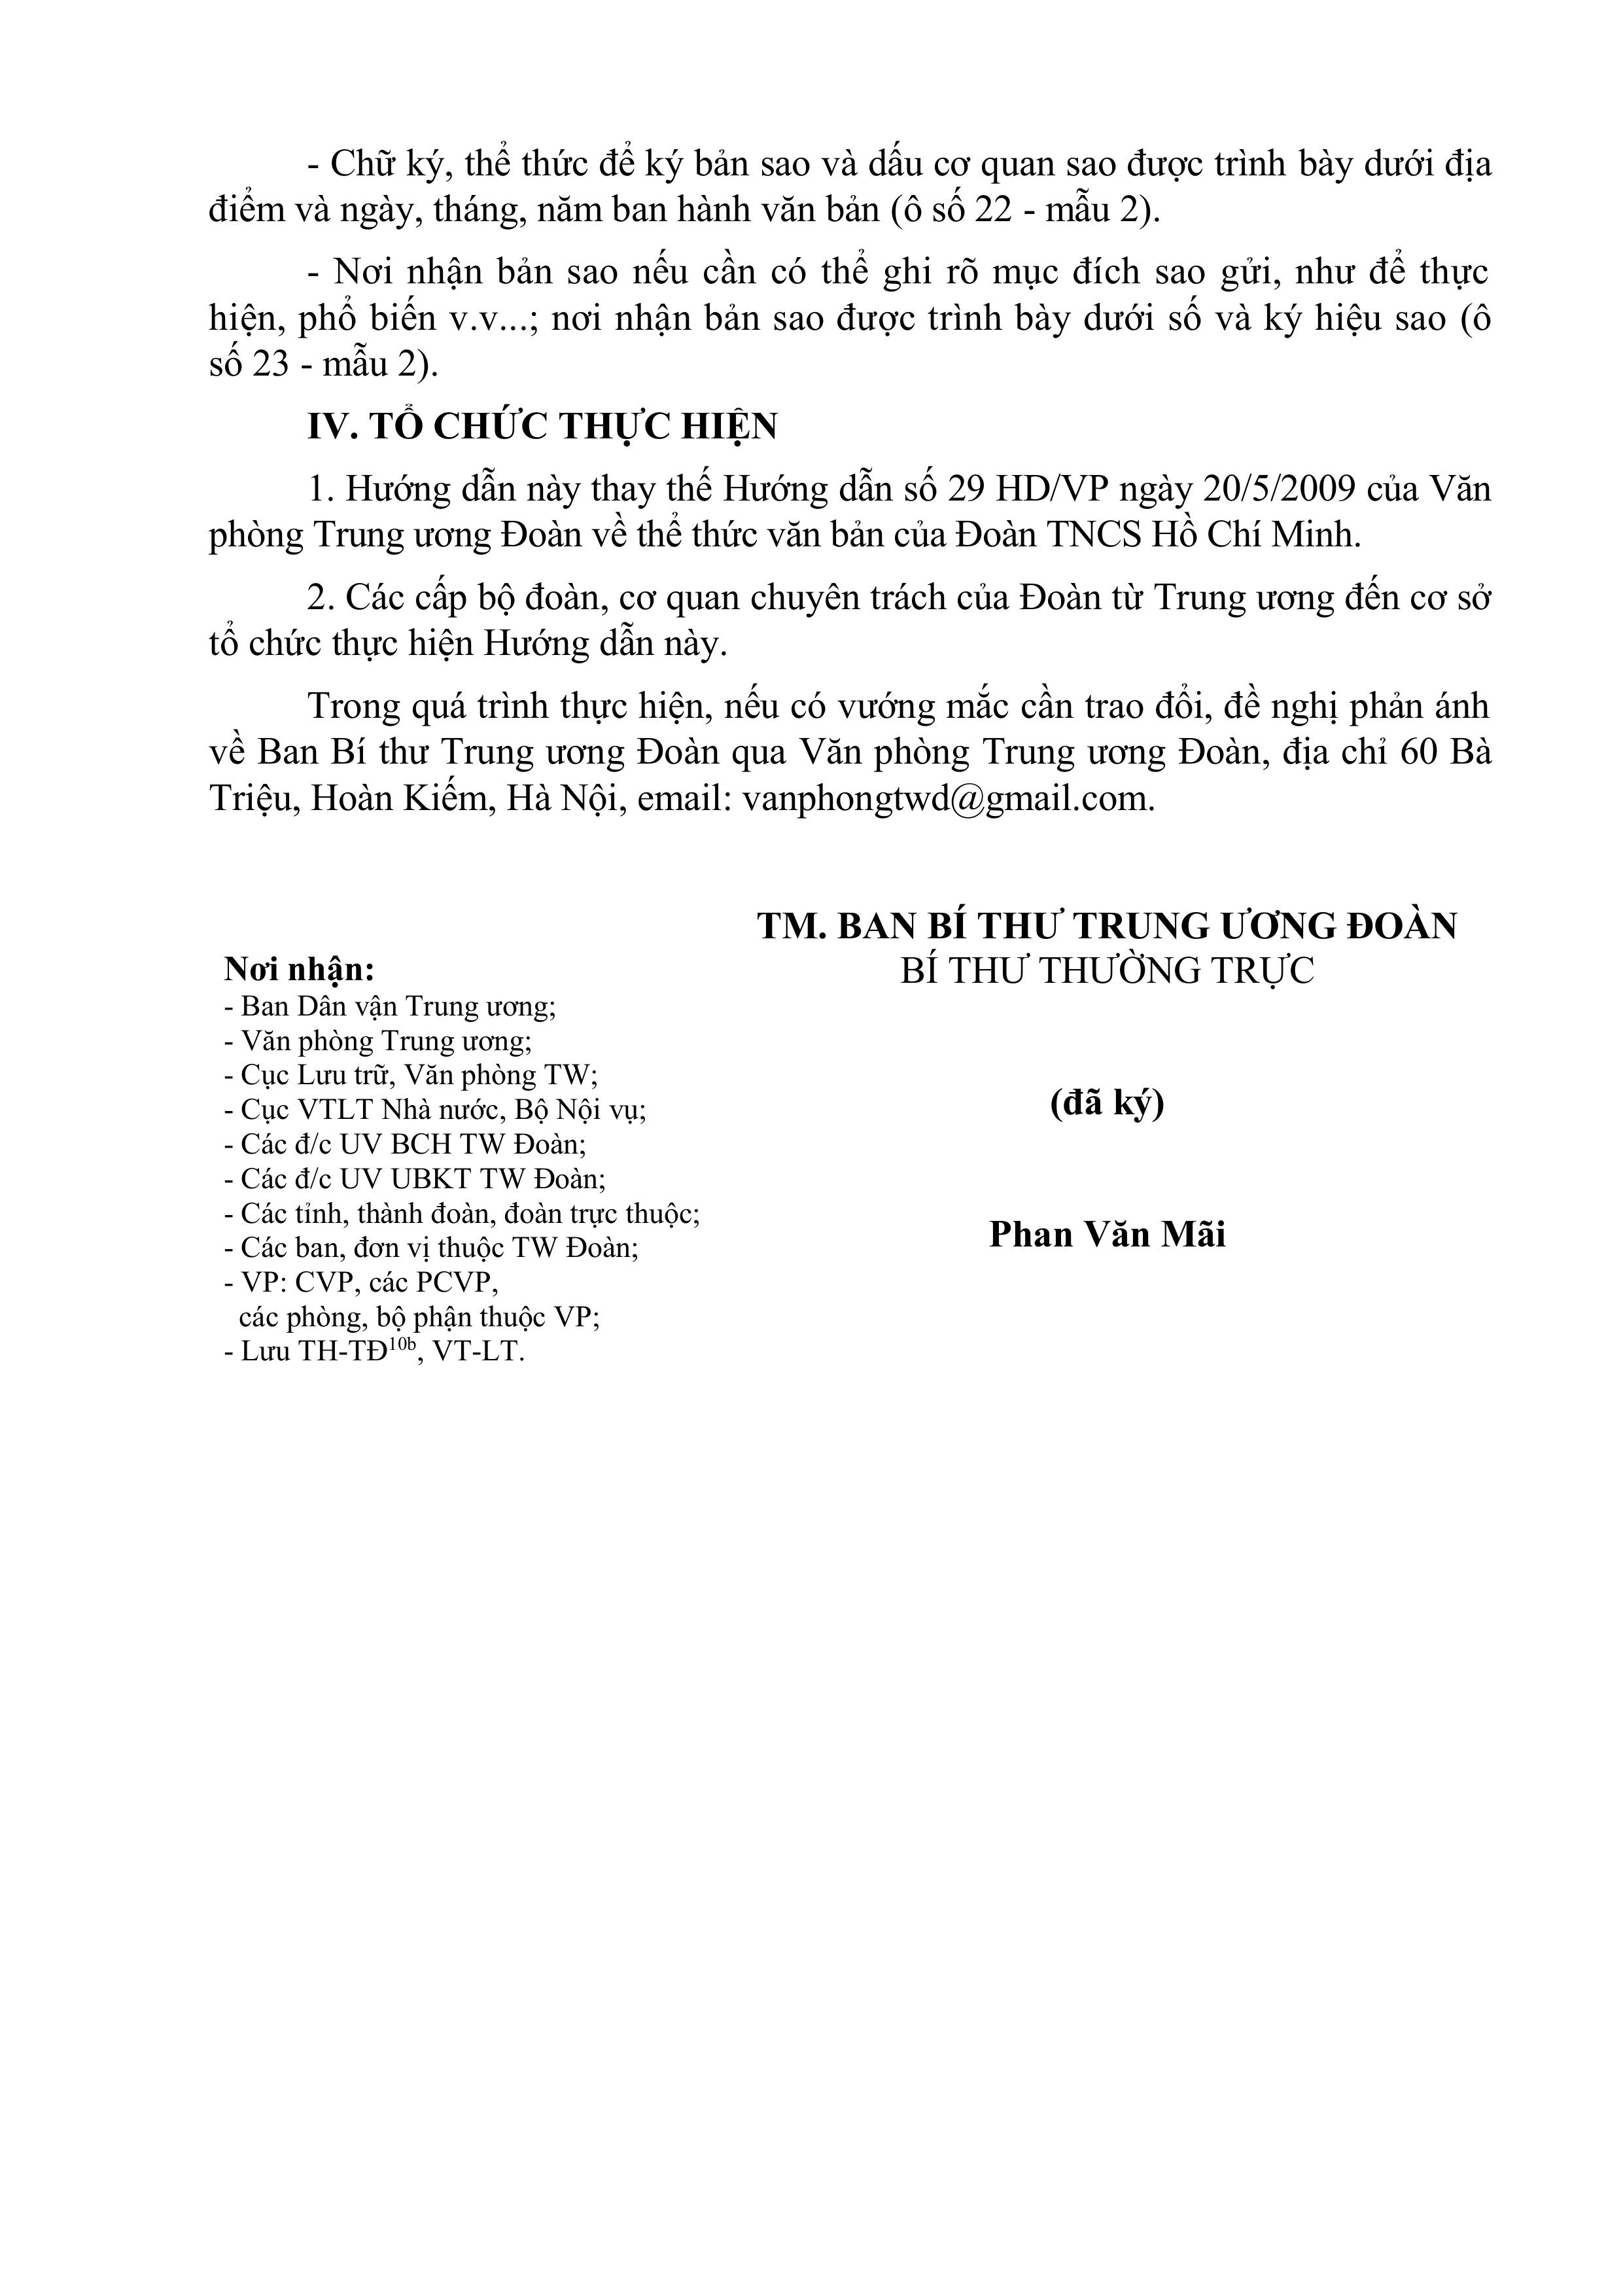 - Chữ ký, thể thức để ký bản sao và dấu cơ quan sao được trình bày dưới địa
điểm và ngày, tháng, năm ban hành văn bản (ô số 22 - mẫu 2).
- Nơi nhận bản sao nếu cần có thể ghi rõ mục đích sao gửi, như để thực
hiện, phổ biến v.v...; nơi nhận bản sao được trình bày dưới số và ký hiệu sao (ô
số 23 - mẫu 2).
IV. TỔ CHỨC THỰC HIỆN
1. Hướng dẫn này thay thế Hướng dẫn số 29 HD/VP ngày 20/5/2009 của Văn
phòng Trung ương Đoàn về thể thức văn bản của Đoàn TNCS Hồ Chí Minh.
2. Các cấp bộ đoàn, cơ quan chuyên trách của Đoàn từ Trung ương đến cơ sở
tổ chức thực hiện Hướng dẫn này.
Trong quá trình thực hiện, nếu có vướng mắc cần trao đổi, đề nghị phản ánh
về Ban Bí thư Trung ương Đoàn qua Văn phòng Trung ương Đoàn, địa chỉ 60 Bà
Triệu, Hoàn Kiếm, Hà Nội, email: vanphongtwd@gmail.com.
TM. BAN BÍ THƯ TRUNG ƯƠNG ĐOÀN
BÍ THƯ THƯỜNG TRỰC
(đã ký)
Phan Văn Mãi
Nơi nhận:
- Ban Dân vận Trung ương;
- Văn phòng Trung ương;
- Cục Lưu trữ, Văn phòng TW;
- Cục VTLT Nhà nước, Bộ Nội vụ;
- Các đ/c UV BCH TW Đoàn;
- Các đ/c UV UBKT TW Đoàn;
- Các tỉnh, thành đoàn, đoàn trực thuộc;
- Các ban, đơn vị thuộc TW Đoàn;
- VP: CVP, các PCVP,
các phòng, bộ phận thuộc VP;
- Lưu TH-TĐ10b, VT-LT.